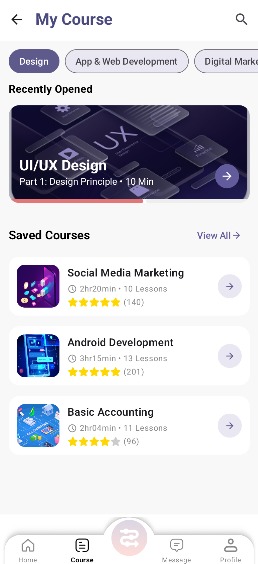 My Course
Design
App & Web Development
Digital Marke
Recently Opened
UX
UI/UX Design
Part 1: Design Principle • 10 Min
Saved Courses
View All
Social Media Marketing
2hr20min • 10 Lessons
(140)
Android Development
3hr15min • 13 Lessons
(201)
Basic Accounting
2hr04min • 11 Lessons
(96)
Home
Course
Message
Profile